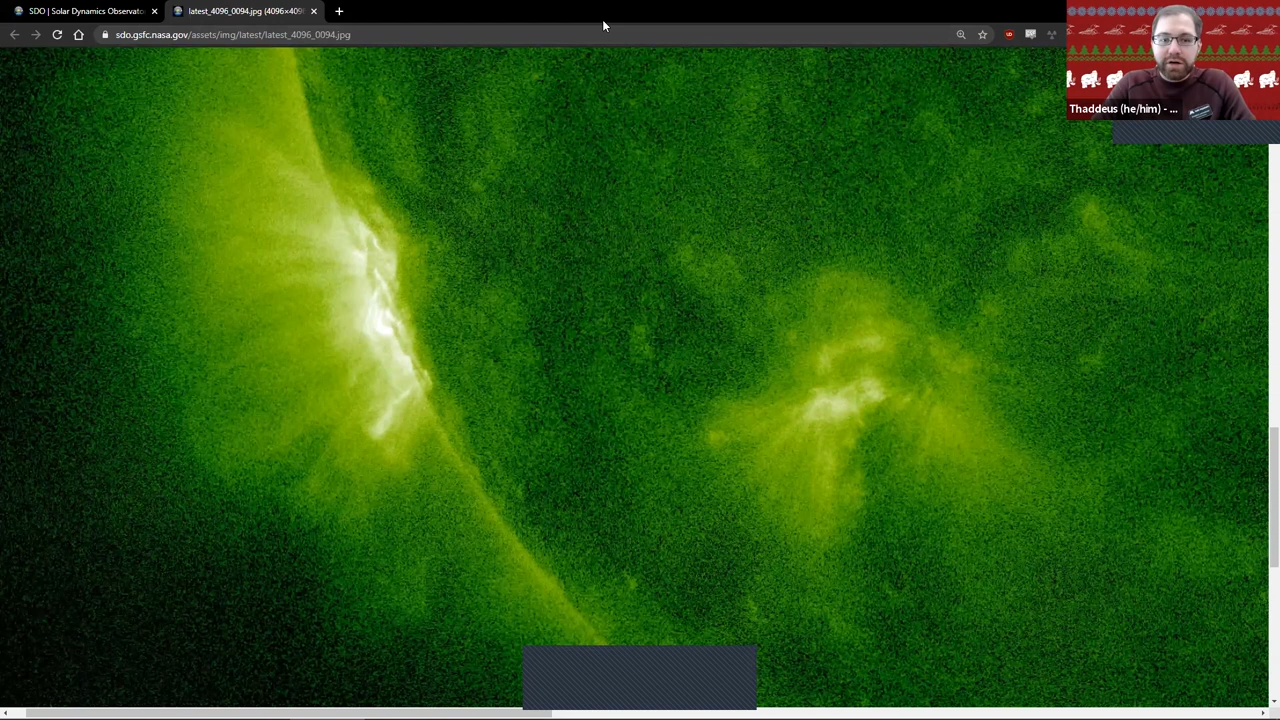 SDO | Solar Dynamics Observato
latest_4096_0094.jpg (4096×409
sdo.gsfc.nasa.gov/assets/img/latest/latest_4096_0094.jpg
Thaddeus (he/him) - ...